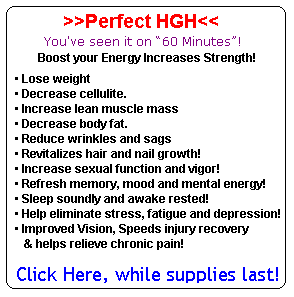 >>Perfect HGH<<
You've seen it on "60 Minutes"!
Boost your Energy Increases Strength!
• Lose weight
• Decrease cellulite.
• Increase lean muscle mass
• Decrease body fat.
• Reduce wrinkles and sags
• Revitalizes hair and nail growth!
• Increase sexual function and vigor!
• Refresh memory, mood and mental energy!
• Sleep soundly and awake rested!
• Help eliminate stress, fatigue and depression!
• Improved Vision, Speeds injury recovery
& helps relieve chronic pain!
Click Here, while supplies last!